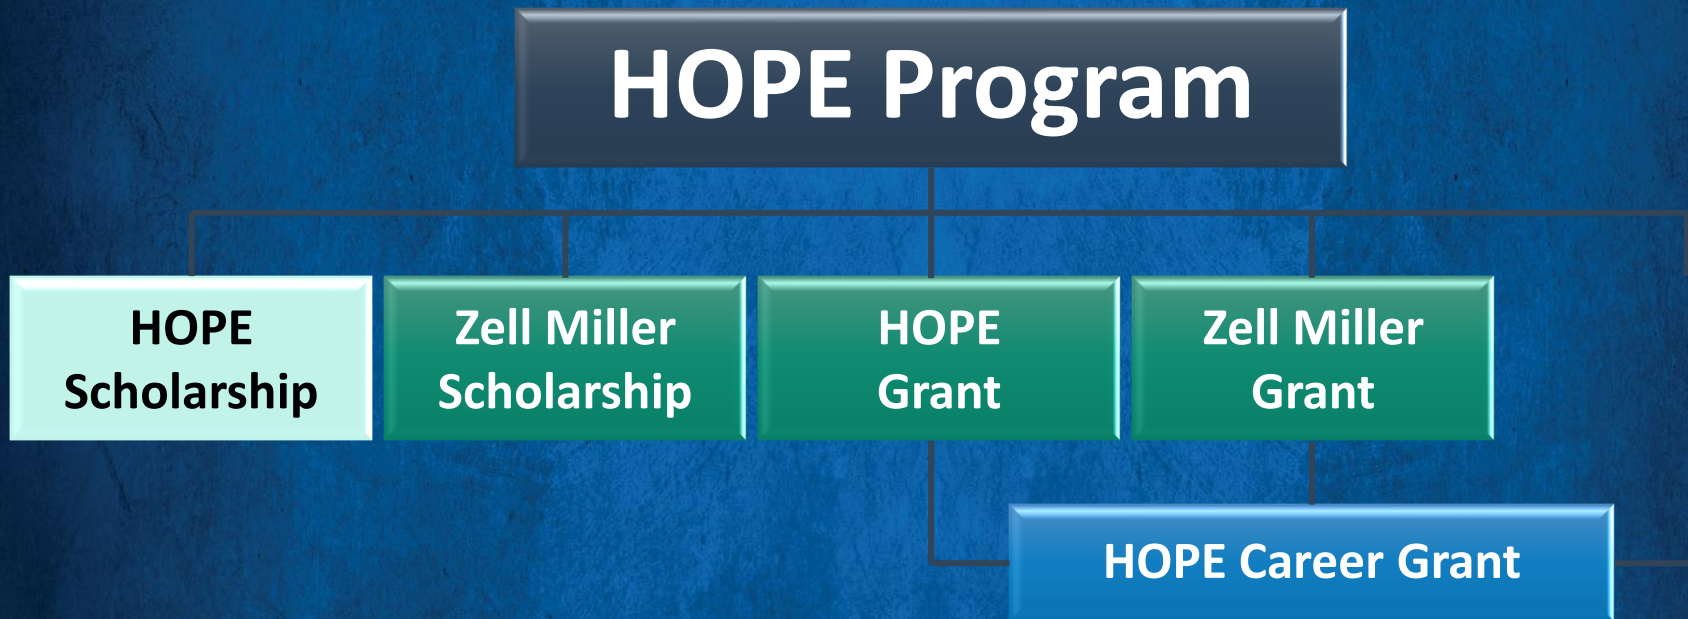 HOPE Program
HOPE
Scholarship
Zell Miller
Scholarship
HOPE
Grant
Zell Miller
Grant
HOPE Career Grant